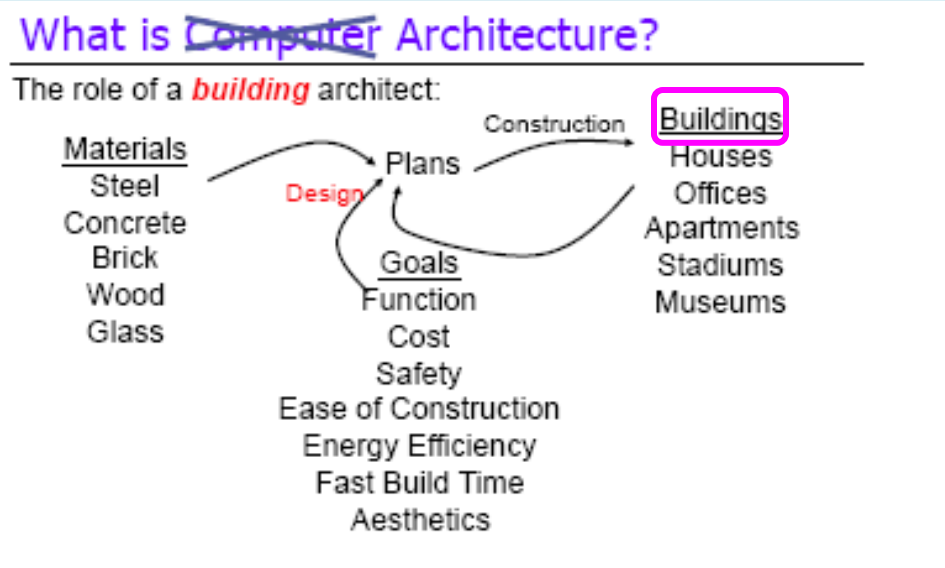 What is Computer Architecture?
The role of a building architect:
Materials
Steel
Concrete
Brick
Wood
Glass
Design
Plans
Goals
Function
Cost
Safety
Ease of Construction
Energy Efficiency
Fast Build Time
Aesthetics
Construction
Buildings
Houses
Offices
Apartments
Stadiums
Museums